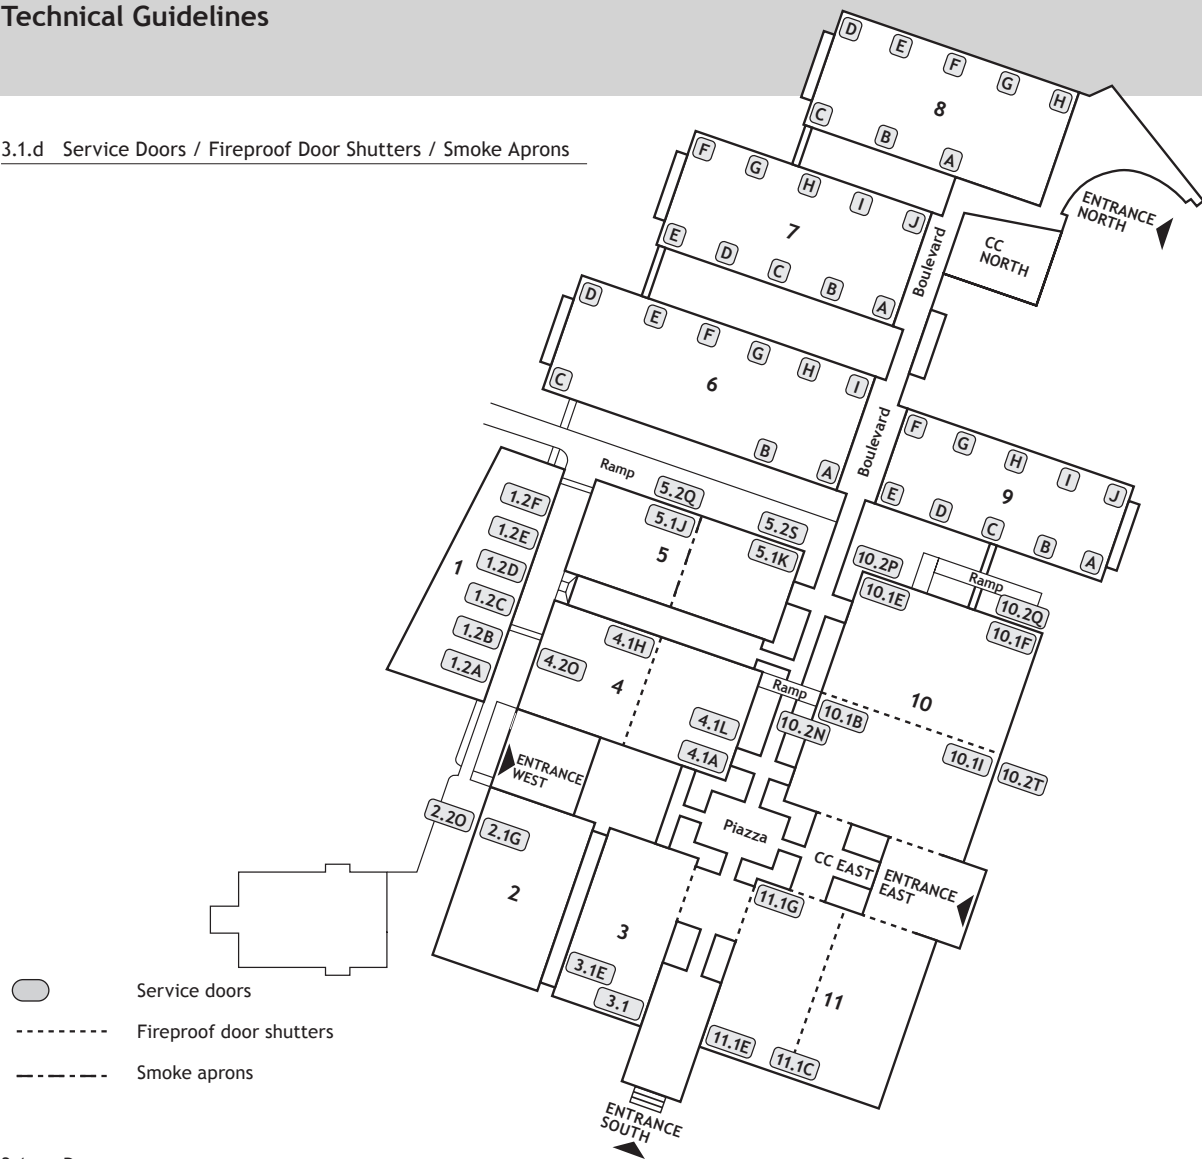 Technical Guidelines
3.1.d Service Doors / Fireproof Door Shutters / Smoke Aprons
D
E
F
G
H
8
C
B
A
F
G
H
I
J
7
E
D
C
B
A
ENTRANCE
NORTH
CC
NORTH
Boulevard
D
E
F
G
H
I
6
C
B
A
Boulevard
F
G
H
I
J
9
E
D
C
B
A
Ramp
1.2F
1.2E
1.2D
1.2C
1.2B
1.2A
1
5.2Q
5.1J
5.2S
5.1K
5
10.2P
10.1E
Ramp
10.2Q
10.1F
4.1H
4.2O
4
4.1L
4.1A
Ramp
10.2N
10.1B
10
10.1I
10.2T
ENTRANCE
WEST
2.2O
2.1G
2
Piazza
CC EAST
ENTRANCE
EAST
3
3.1E
3.1
11.1G
11
11.1E
11.1C
ENTRANCE
SOUTH
Service doors
Fireproof door shutters
Smoke aprons